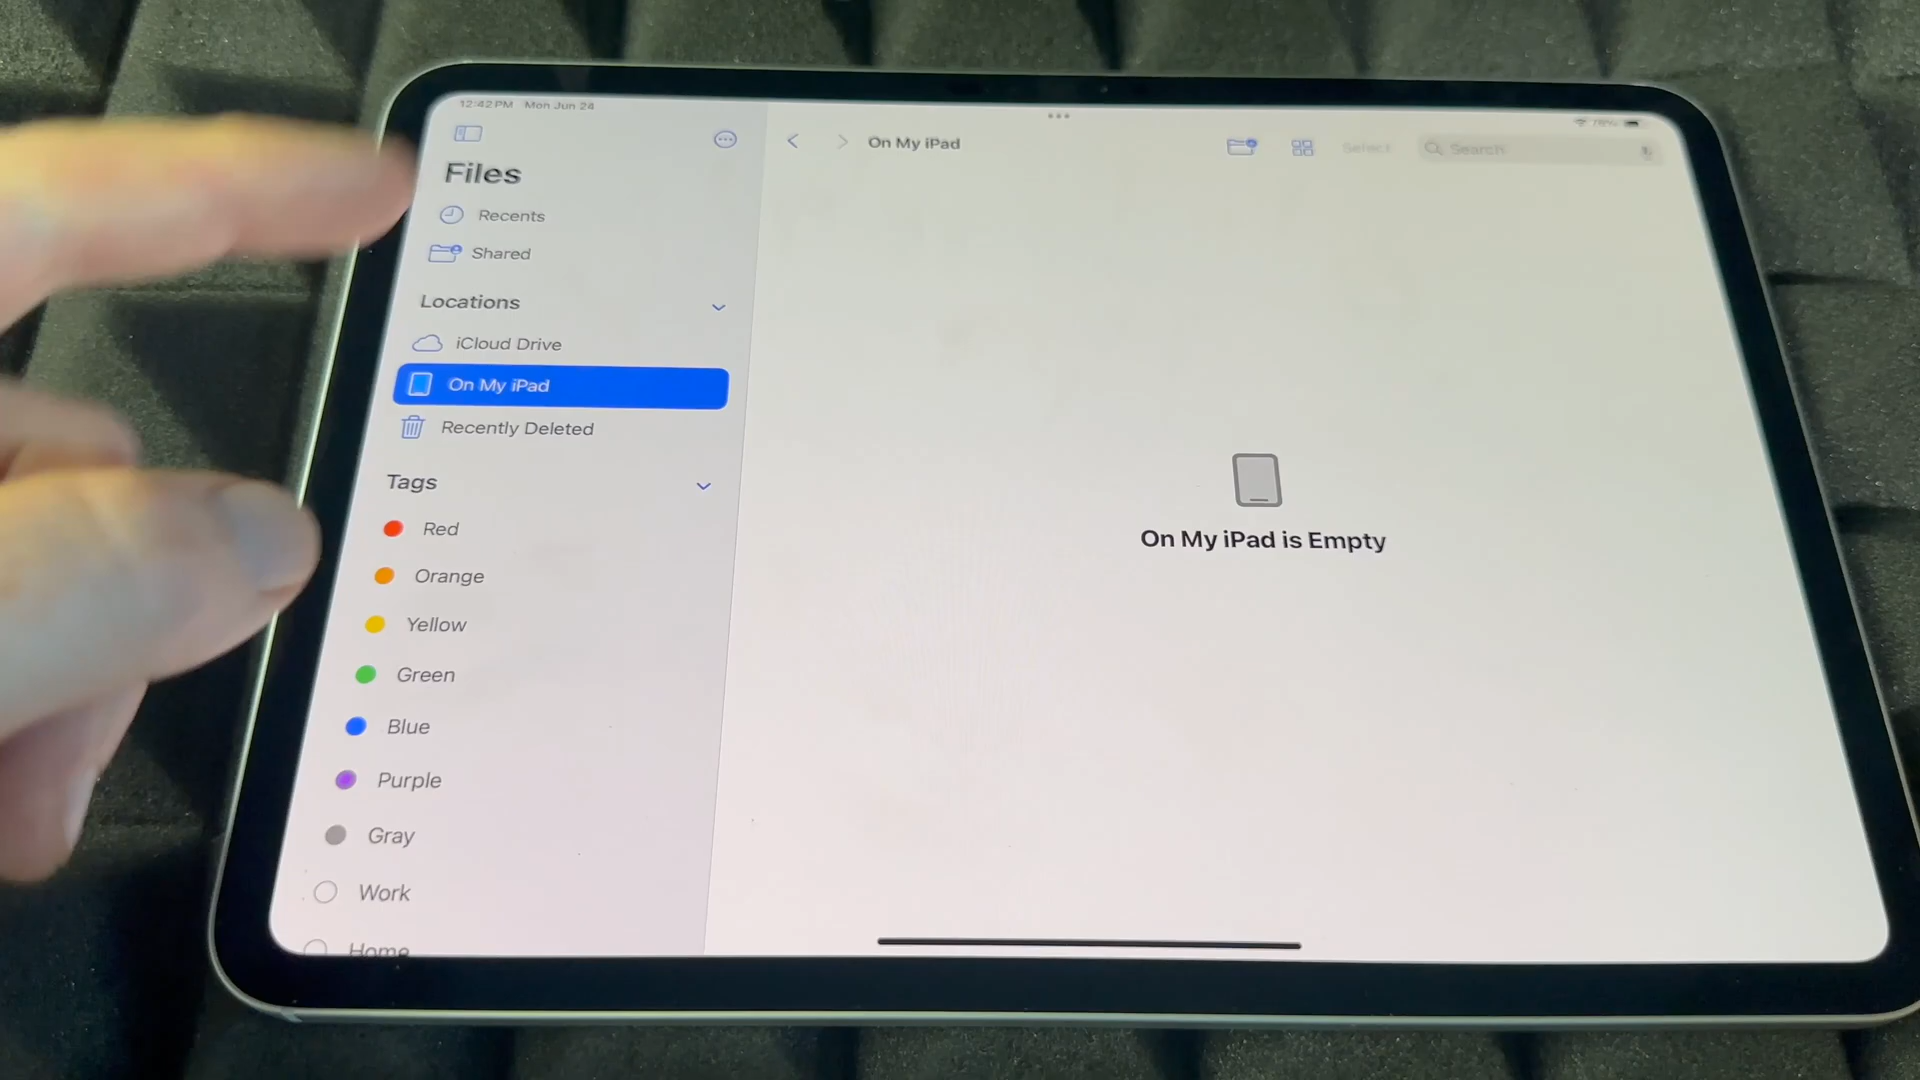 12:42 PM Mon Jun 24
Files
Recents
Shared
Locations
iCloud Drive
On My iPad
Recently Deleted
Tags
Red
Orange
Yellow
Green
Blue
Purple
Gray
Work
Home
On My iPad
Select
Search
On My iPad is Empty